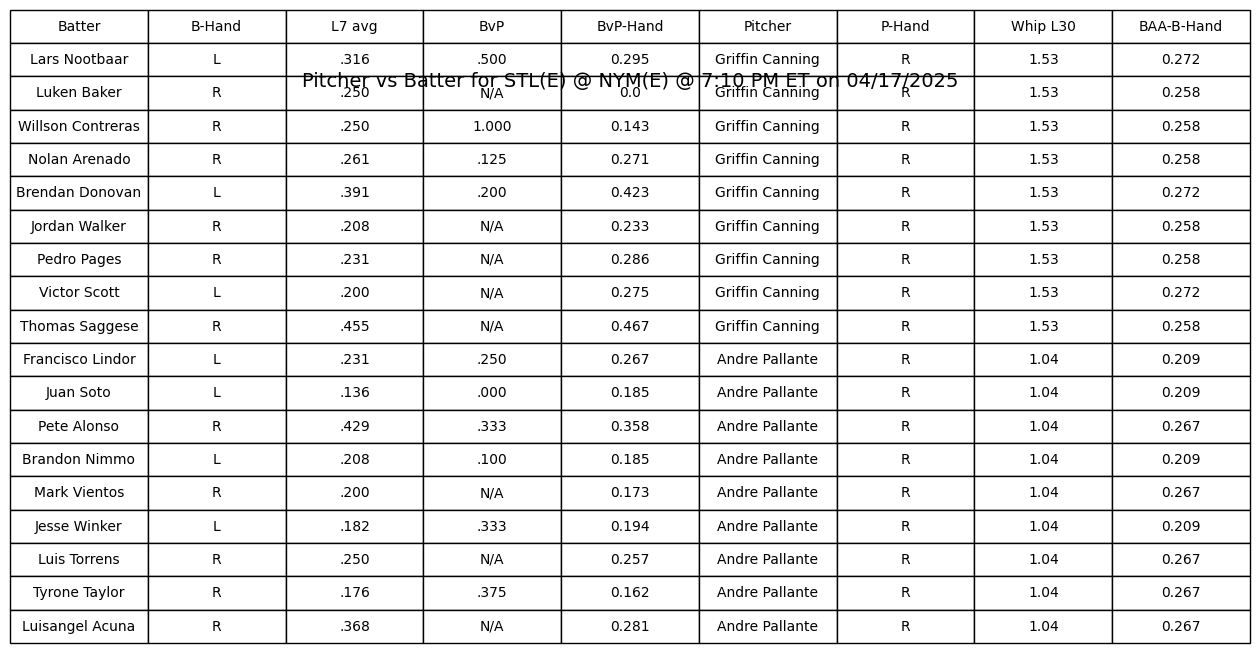 Batter B-Hand L7 avg BvP BvP-Hand Pitcher P-Hand Whip L30 BAA-B-Hand
Lars Nootbaar L .316 .500 0.295 Griffin Canning R 1.53 0.272
Pitcher vs Batter for STL(E) @ NYM(E) @ 7:10 PM ET on 04/17/2025
Luken Baker R .250 N/A 0.0 Griffin Canning R 1.53 0.258
Willson Contreras R .250 1.000 0.143 Griffin Canning R 1.53 0.258
Nolan Arenado R .261 .125 0.271 Griffin Canning R 1.53 0.258
Brendan Donovan L .391 .200 0.423 Griffin Canning R 1.53 0.272
Jordan Walker R .208 N/A 0.233 Griffin Canning R 1.53 0.258
Pedro Pages R .231 N/A 0.286 Griffin Canning R 1.53 0.258
Victor Scott L .200 N/A 0.275 Griffin Canning R 1.53 0.272
Thomas Saggese R .455 N/A 0.467 Griffin Canning R 1.53 0.258
Francisco Lindor L .231 .250 0.267 Andre Pallante R 1.04 0.209
Juan Soto L .136 .000 0.185 Andre Pallante R 1.04 0.209
Pete Alonso R .429 .333 0.358 Andre Pallante R 1.04 0.267
Brandon Nimmo L .208 .100 0.185 Andre Pallante R 1.04 0.209
Mark Vientos R .200 N/A 0.173 Andre Pallante R 1.04 0.267
Jesse Winker L .182 .333 0.194 Andre Pallante R 1.04 0.209
Luis Torrens R .250 N/A 0.257 Andre Pallante R 1.04 0.267
Tyrone Taylor R .176 .375 0.162 Andre Pallante R 1.04 0.267
Luisangel Acuna R .368 N/A 0.281 Andre Pallante R 1.04 0.267